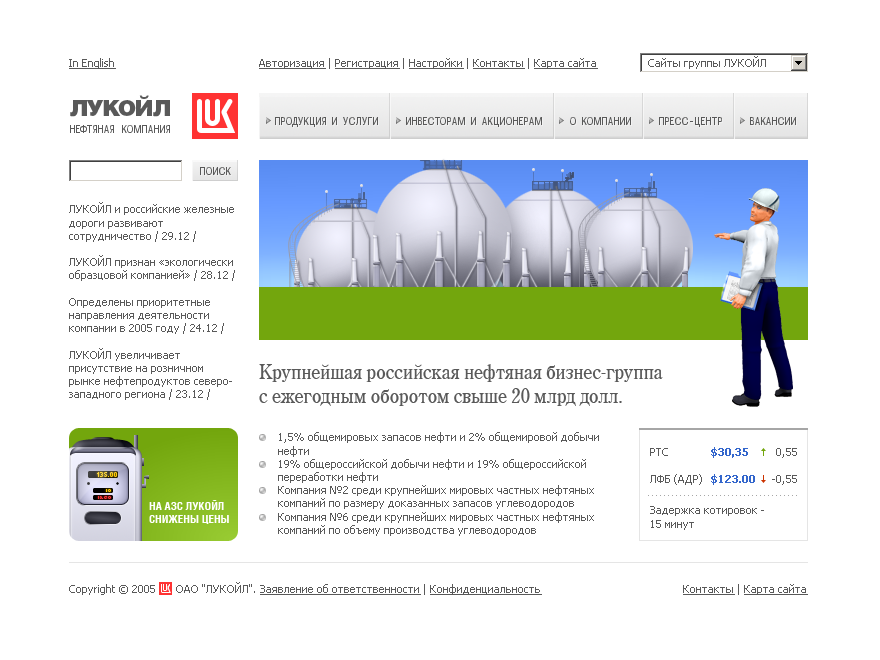 In English
Авторизация | Регистрация | Настройки | Контакты | Карта сайта
Сайты группы ЛУКОЙЛ
ЛУКОЙЛ
НЕФТЯНАЯ КОМПАНИЯ
ПРОДУКЦИЯ И УСЛУГИ
ИНВЕСТОРАМ И АКЦИОНЕРАМ
О КОМПАНИИ
ПРЕСС-ЦЕНТР
ВАКАНСИИ
ПОИСК
ЛУКОЙЛ и российские железные
дороги развивают
сотрудничество / 29.12 /
ЛУКОЙЛ признан «экологически
образцовой компанией» / 28.12 /
Определены приоритетные
направления деятельности
компании в 2005 году / 24.12 /
ЛУКОЙЛ увеличивает
присутствие на розничном
рынке нефтепродуктов северо-
западного региона / 23.12 /
Крупнейшая российская нефтяная бизнес-группа
с ежегодным оборотом свыше 20 млрд долл.
135.00
НА АЗС ЛУКОЙЛ
СНИЖЕНЫ ЦЕНЫ
1,5% общемировых запасов нефти и 2% общемировой добычи
нефти
19% общероссийской добычи нефти и 19% общероссийской
переработки нефти
Компания №2 среди крупнейших мировых частных нефтяных
компаний по размеру доказанных запасов углеводородов
Компания №6 среди крупнейших мировых частных нефтяных
компаний по объему производства углеводородов
РТС $30,35 ↑ 0,55
ЛФБ (АДР) $123.00 ↓ -0,55
Задержка котировок -
15 минут
Copyright © 2005 ОАО "ЛУКОЙЛ". Заявление об ответственности | Конфиденциальность
Контакты | Карта сайта